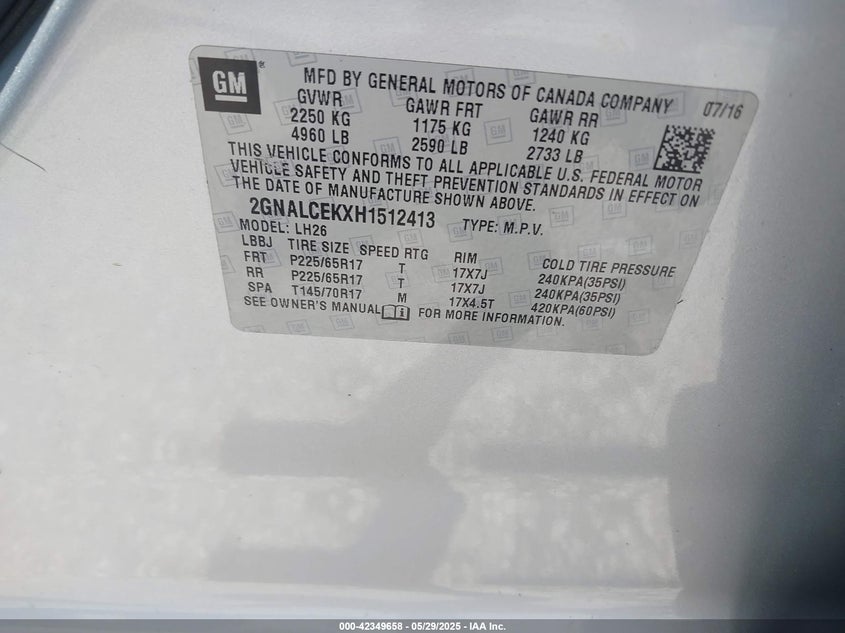 GM ®
MFD BY GENERAL MOTORS OF CANADA COMPANY 07/16
GVWR GAWR FRT GAWR RR
2250 KG 1175 KG 1240 KG
4960 LB 2590 LB 2733 LB
THIS VEHICLE CONFORMS TO ALL APPLICABLE U.S. FEDERAL MOTOR
VEHICLE SAFETY AND THEFT PREVENTION STANDARDS IN EFFECT ON
THE DATE OF MANUFACTURE SHOWN ABOVE.
2GNALCEKXH1512413 TYPE: M.P.V.
MODEL: LH26
LBBJ TIRE SIZE SPEED RTG RIM COLD TIRE PRESSURE
FRT P225/65R17 T 17X7J 240KPA(35PSI)
RR P225/65R17 T 17X7J 240KPA(35PSI)
SPA T145/70R17 M 17X4.5T 420KPA(60PSI)
SEE OWNER'S MANUAL FOR MORE INFORMATION.
000-42349658 - 05/29/2025 - IAA Inc.